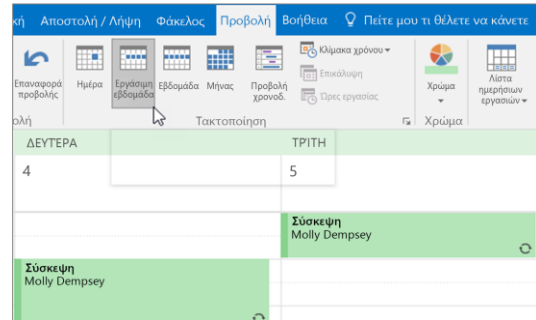 κή Αποστολή / Λήψη Φάκελος Προβολή Βοήθεια Πείτε μου τι θέλετε να κάνετε
Επαναφορά προβολής
Ημέρα
Εργάσιμη εβδομάδα
Εβδομάδα
Μήνας
Προβολή χρονοδ.
Κλίμακα χρόνου
Επικάλυψη
Ώρες εργασίας
Χρώμα
Λίστα ημερήσιων εργασιών
ολή
Τακτοποίηση
Χρώμα
ΔΕΥΤΕΡΑ
ΤΡΙΤΗ
4
5
Σύσκεψη
Molly Dempsey
Σύσκεψη
Molly Dempsey